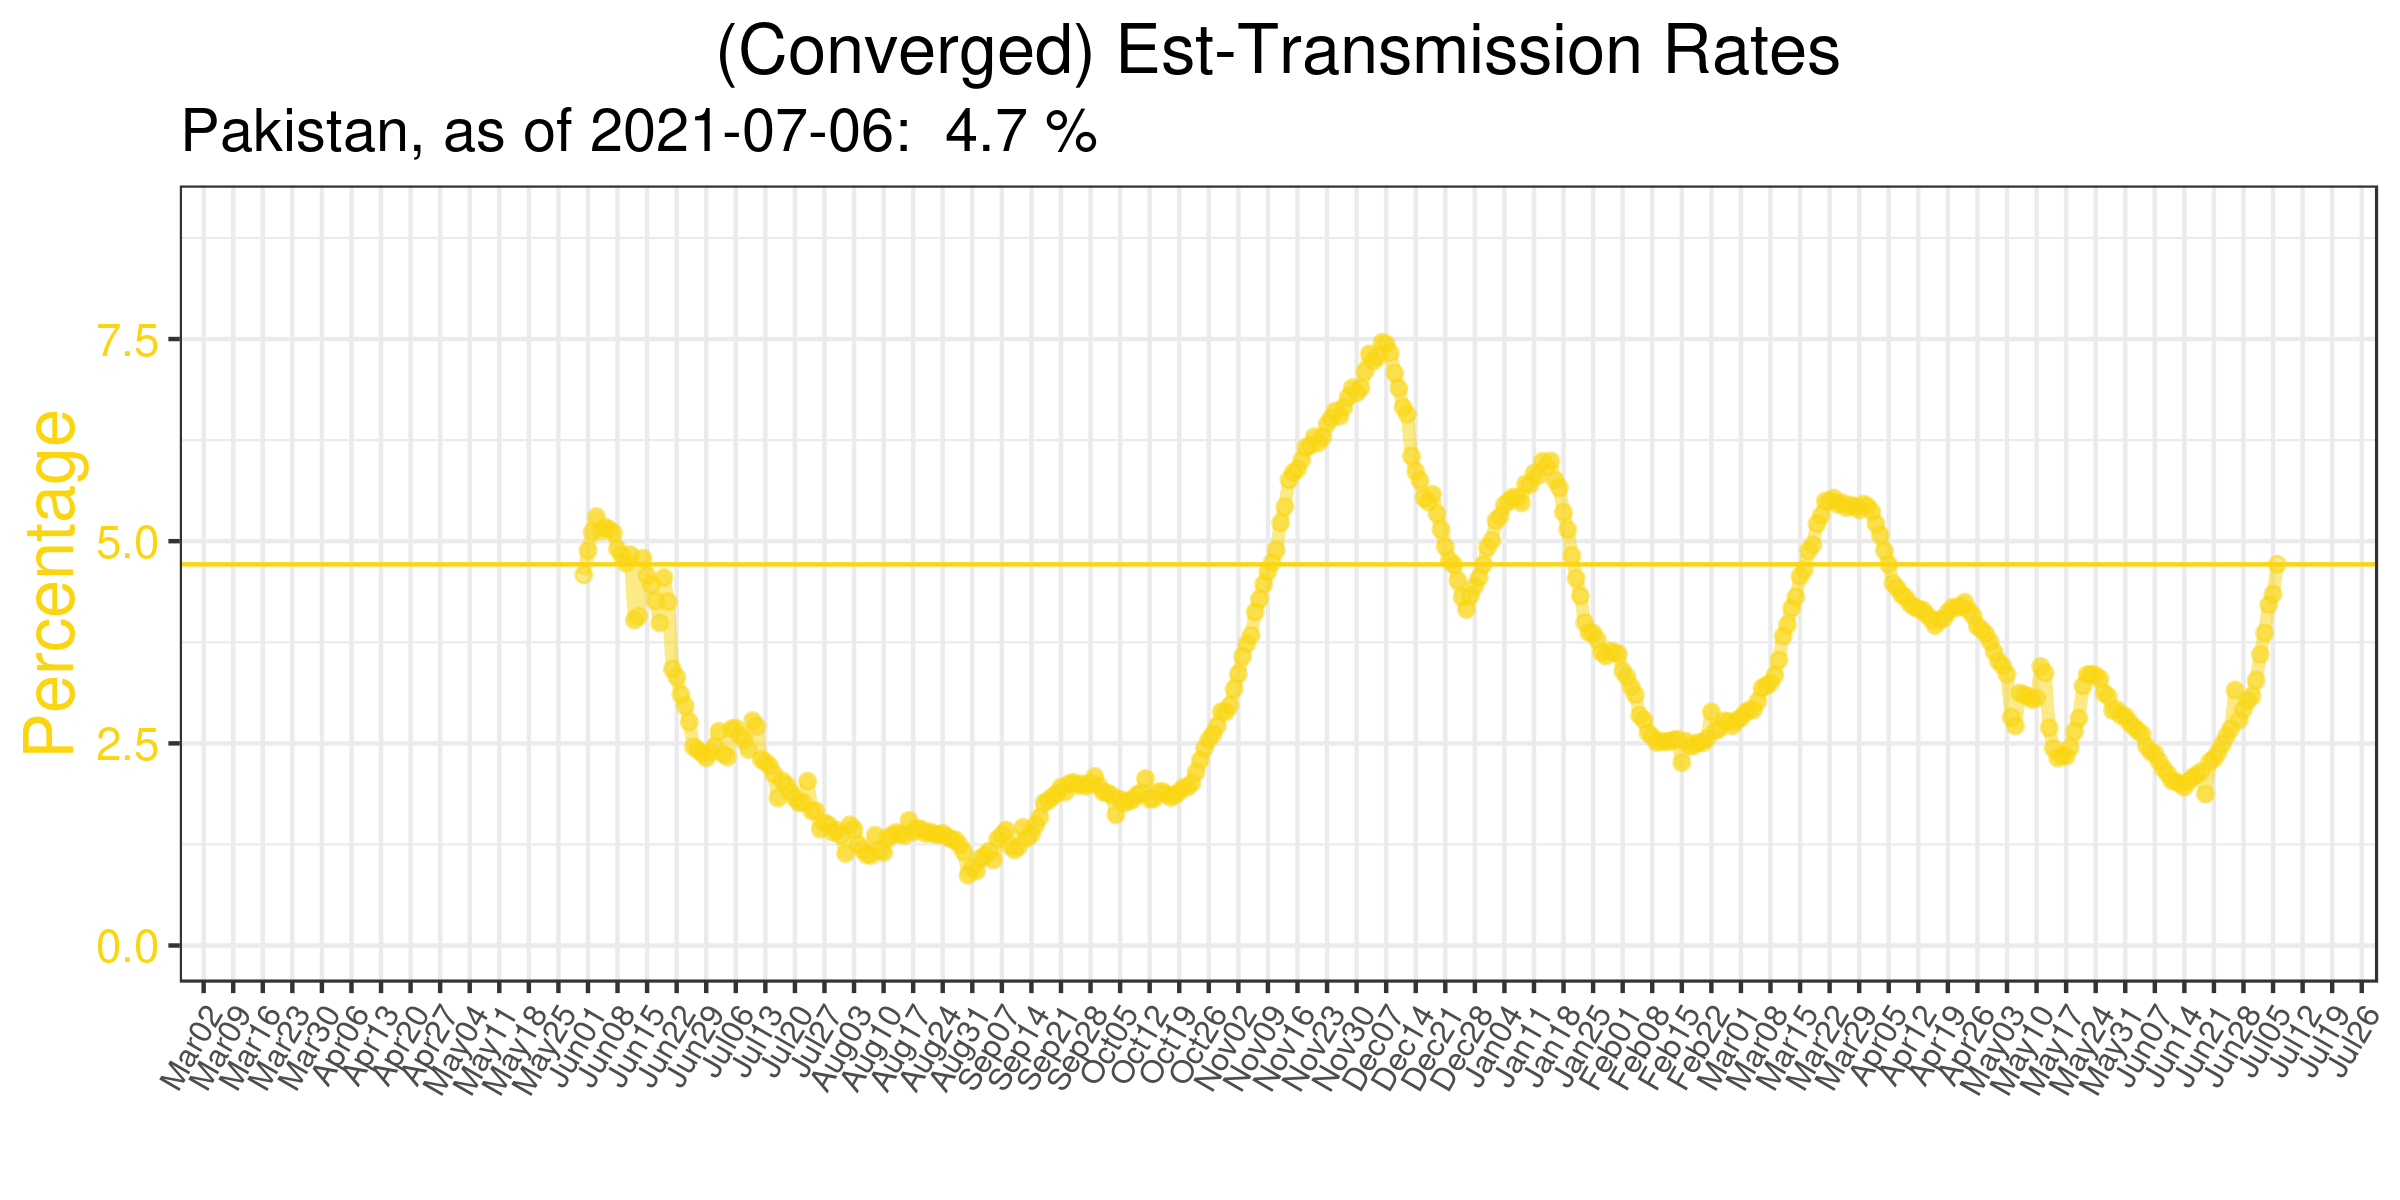 (Converged) Est-Transmission Rates
Pakistan, as of 2021-07-06:  4.7 %
Percentage
7.5
5.0
2.5
0.0
Mar02
Mar09
Mar16
Mar23
Mar30
Apr06
Apr13
Apr20
Apr27
May04
May11
May18
May25
Jun01
Jun08
Jun15
Jun22
Jun29
Jul06
Jul13
Jul20
Jul27
Aug03
Aug10
Aug17
Aug24
Aug31
Sep07
Sep14
Sep21
Sep28
Oct05
Oct12
Oct19
Oct26
Nov02
Nov09
Nov16
Nov23
Nov30
Dec07
Dec14
Dec21
Dec28
Jan04
Jan11
Jan18
Jan25
Feb01
Feb08
Feb15
Feb22
Mar01
Mar08
Mar15
Mar22
Mar29
Apr05
Apr12
Apr19
Apr26
May03
May10
May17
May24
May31
Jun07
Jun14
Jun21
Jun28
Jul05
Jul12
Jul19
Jul26